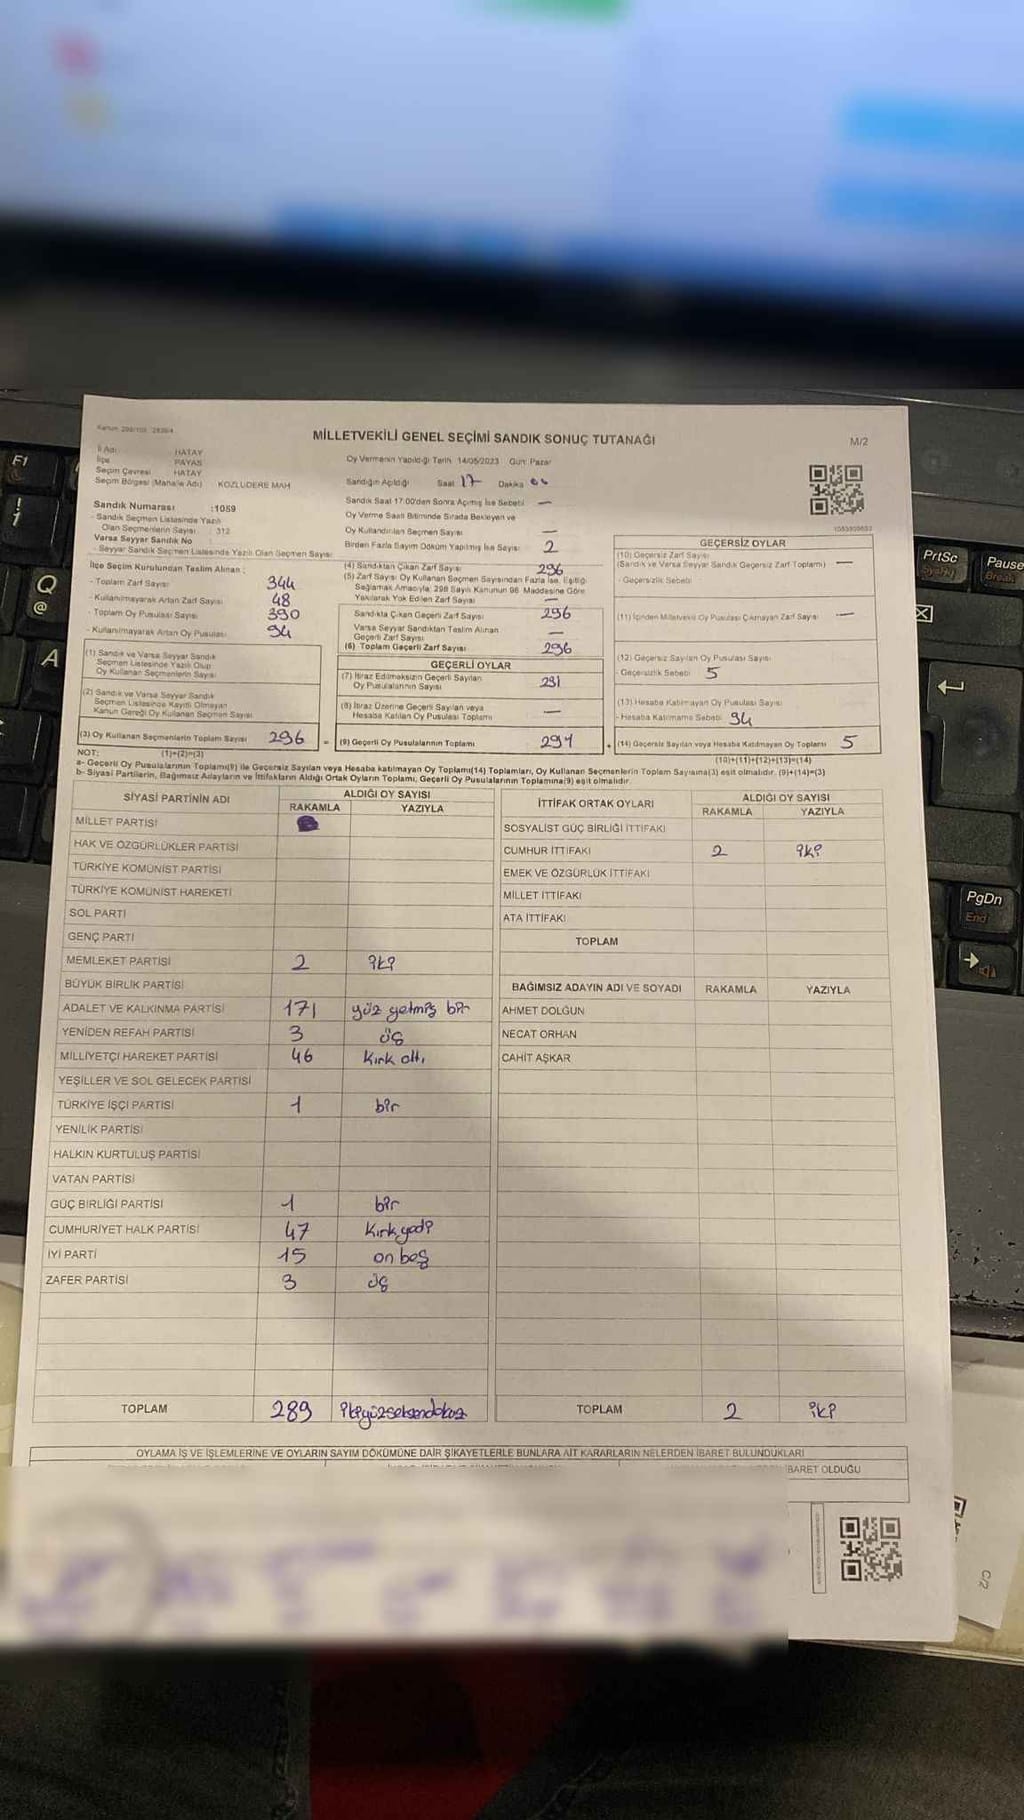 F1
!
1
Q
@
A
PrtSc
SysRq
Pause
Break
PgDn
End
MİLLETVEKİLİ GENEL SEÇİMİ SANDIK SONUÇ TUTANAĞI
M/2
İl Adı HATAY
İlçe PAYAS
Seçim Çevresi HATAY
Seçim Bölgesi (Mahalle Adı) KOZLUDERE MAH
Oy Vermenin Yapıldığı Tarih 14/05/2023 Gün: Pazar
Sandığın Açıldığı Saat 17 Dakika
Sandık Saat 17.00'den Sonra Açılmış İse Sebebi —
Oy Verme Saati Bitiminde Sırada Bekleyen ve
Oy Kullandırılan Seçmen Sayısı —
Birden Fazla Sayım Döküm Yapılmış İse Sayısı 2
Sandık Numarası :1059
- Sandık Seçmen Listesinde Yazılı
Olan Seçmenlerin Sayısı : 312
Varsa Seyyar Sandık No
- Seyyar Sandık Seçmen Listesinde Yazılı Olan Seçmen Sayısı
İlçe Seçim Kurulundan Teslim Alınan :
- Toplam Zarf Sayısı 344
- Kullanılmayarak Artan Zarf Sayısı 48
- Toplam Oy Pusulası Sayısı 390
- Kullanılmayarak Artan Oy Pusulası 94
(1) Sandık ve Varsa Seyyar Sandık
Seçmen Listesinde Yazılı Olup
Oy Kullanan Seçmenlerin Sayısı
(2) Sandık ve Varsa Seyyar Sandık
Seçmen Listesinde Kayıtlı Olmayan
Kanun Gereği Oy Kullanan Seçmen Sayısı
(3) Oy Kullanan Seçmenlerin Toplam Sayısı 296
(1)+(2)=(3)
(4) Sandıktan Çıkan Zarf Sayısı 296
(5) Zarf Sayısı Oy Kullanan Seçmen Sayısından Fazla İse, Eşitliği
Sağlamak Amacıyla; 298 Sayılı Kanunun 98. Maddesine Göre
Yakılarak Yok Edilen Zarf Sayısı —
Sandıkta Çıkan Geçerli Zarf Sayısı 296
Varsa Seyyar Sandıktan Teslim Alınan
Geçerli Zarf Sayısı —
(6) Toplam Geçerli Zarf Sayısı 296
GEÇERLİ OYLAR
(7) İtiraz Edilmeksizin Geçerli Sayılan
Oy Pusulalarının Sayısı 291
(8) İtiraz Üzerine Geçerli Sayılan veya
Hesaba Katılan Oy Pusulası Toplamı —
= (9) Geçerli Oy Pusulalarının Toplamı 291
GEÇERSİZ OYLAR
(10) Geçersiz Zarf Sayısı
(Sandık ve Varsa Seyyar Sandık Geçersiz Zarf Toplamı) —
- Geçersizlik Sebebi
(11) İçinden Milletvekili Oy Pusulası Çıkmayan Zarf Sayısı —
(12) Geçersiz Sayılan Oy Pusulası Sayısı
- Geçersizlik Sebebi 5
(13) Hesaba Katılmayan Oy Pusulası Sayısı
- Hesaba Katılmama Sebebi 94
+ (14) Geçersiz Sayılan veya Hesaba Katılmayan Oy Toplamı 5
(10)+(11)+(12)+(13)=(14)
NOT:
a- Geçerli Oy Pusulalarının Toplamı(9) ile Geçersiz Sayılan veya Hesaba katılmayan Oy Toplamı(14) Toplamları, Oy Kullanan Seçmenlerin Toplam Sayısına(3) eşit olmalıdır. (9)+(14)=(3)
b- Siyasi Partilerin, Bağımsız Adayların ve İttifakların Aldığı Ortak Oyların Toplamı, Geçerli Oy Pusulalarının Toplamına(9) eşit olmalıdır.
SİYASİ PARTİNİN ADI ALDIĞI OY SAYISI
RAKAMLA YAZIYLA
MİLLET PARTİSİ
HAK VE ÖZGÜRLÜKLER PARTİSİ
TÜRKİYE KOMÜNİST PARTİSİ
TÜRKİYE KOMÜNİST HAREKETİ
SOL PARTİ
GENÇ PARTİ
MEMLEKET PARTİSİ 2 iki
BÜYÜK BİRLİK PARTİSİ
ADALET VE KALKINMA PARTİSİ 171 yüz yetmiş bir
YENİDEN REFAH PARTİSİ 3 üç
MİLLİYETÇİ HAREKET PARTİSİ 46 kırk altı
YEŞİLLER VE SOL GELECEK PARTİSİ
TÜRKİYE İŞÇİ PARTİSİ 1 bir
YENİLİK PARTİSİ
HALKIN KURTULUŞ PARTİSİ
VATAN PARTİSİ
GÜÇ BİRLİĞİ PARTİSİ 1 bir
CUMHURİYET HALK PARTİSİ 47 kırk yedi
İYİ PARTİ 15 on beş
ZAFER PARTİSİ 3 üç
TOPLAM 289 ikiyüzseksendokuz
İTTİFAK ORTAK OYLARI ALDIĞI OY SAYISI
RAKAMLA YAZIYLA
SOSYALİST GÜÇ BİRLİĞİ İTTİFAKI
CUMHUR İTTİFAKI 2 iki
EMEK VE ÖZGÜRLÜK İTTİFAKI
MİLLET İTTİFAKI
ATA İTTİFAKI
TOPLAM
BAĞIMSIZ ADAYIN ADI VE SOYADI RAKAMLA YAZIYLA
AHMET DOLĞUN
NECAT ORHAN
CAHİT AŞKAR
TOPLAM 2 iki
OYLAMA İŞ VE İŞLEMLERİNE VE OYLARIN SAYIM DÖKÜMÜNE DAİR ŞİKAYETLERLE BUNLARA AİT KARARLARIN NELERDEN İBARET BULUNDUKLARI
BARET OLDUĞU
C/2